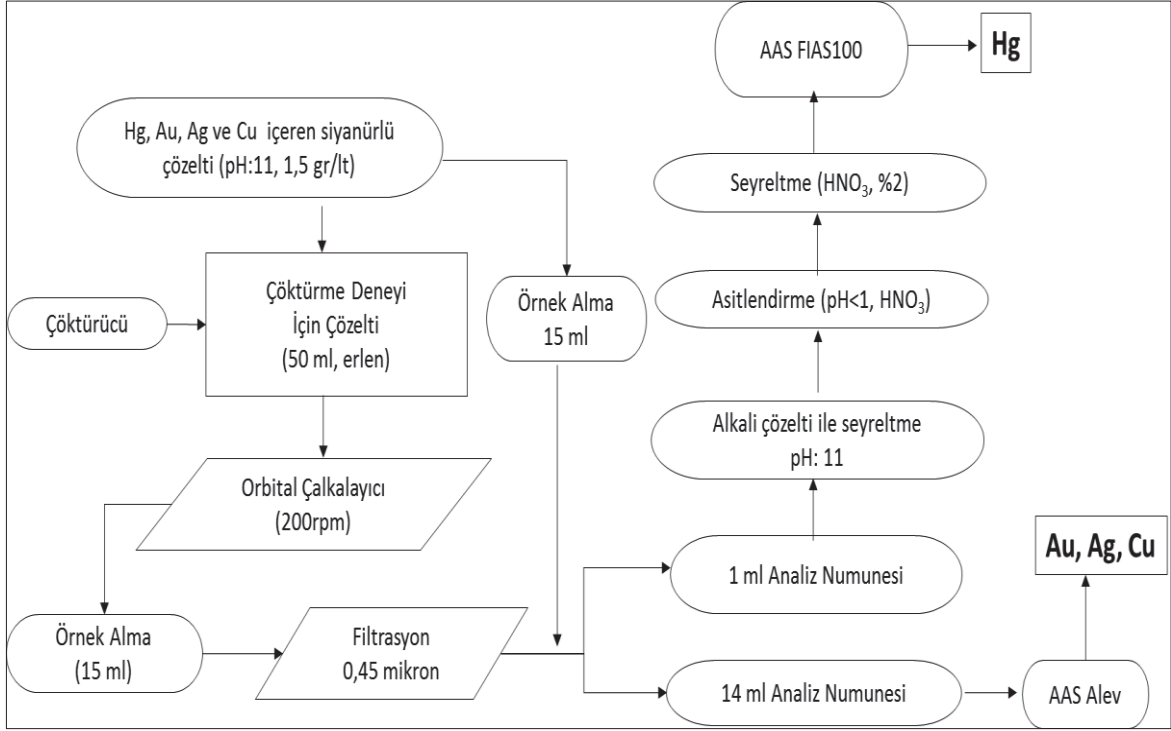 AAS FIAS100
Hg
Hg, Au, Ag ve Cu içeren siyanürlü
çözelti (pH:11, 1,5 gr/lt)
Seyreltme (HNO₃, %2)
Çöktürme Deneyi
İçin Çözelti
(50 ml, erlen)
Çöktürücü
Örnek Alma
15 ml
Asitlendirme (pH<1, HNO₃)
Alkali çözelti ile seyreltme
pH: 11
Orbital Çalkalayıcı
(200rpm)
Au, Ag, Cu
1 ml Analiz Numunesi
Örnek Alma
(15 ml)
Filtrasyon
0,45 mikron
14 ml Analiz Numunesi
AAS Alev